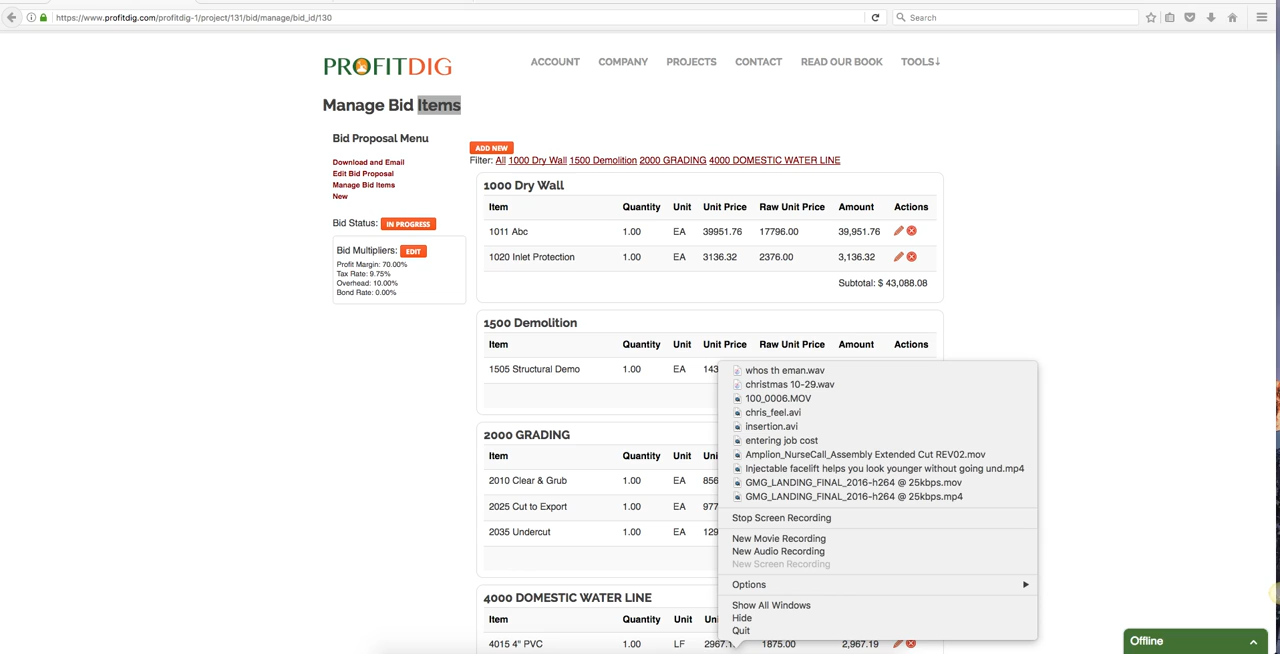 https://www.profitdig.com/profitdig-1/project/131/bid/manage/bid_id/130
Search
PROFITDIG
ACCOUNT COMPANY PROJECTS CONTACT READ OUR BOOK TOOLS↓
Manage Bid Items
Bid Proposal Menu
Download and Email
Edit Bid Proposal
Manage Bid Items
New
Bid Status: IN PROGRESS
Bid Multipliers: EDIT
Profit Margin: 70.00%
Tax Rate: 9.75%
Overhead: 10.00%
Bond Rate: 0.00%
ADD NEW
Filter: All 1000 Dry Wall 1500 Demolition 2000 GRADING 4000 DOMESTIC WATER LINE
1000 Dry Wall
Item Quantity Unit Unit Price Raw Unit Price Amount Actions
1011 Abc 1.00 EA 39951.76 17796.00 39,951.76
1020 Inlet Protection 1.00 EA 3136.32 2376.00 3,136.32
Subtotal: $ 43,088.08
1500 Demolition
Item Quantity Unit Unit Price Raw Unit Price Amount Actions
1505 Structural Demo 1.00 EA 143
2000 GRADING
Item Quantity Unit
2010 Clear & Grub 1.00 EA 856
2025 Cut to Export 1.00 EA 977
2035 Undercut 1.00 EA 129
4000 DOMESTIC WATER LINE
Item Quantity Unit
4015 4" PVC 1.00 LF 2967.1 1875.00 2,967.19
whos th eman.wav
christmas 10-29.wav
100_0006.MOV
chris_feel.avi
insertion.avi
entering job cost
Amplion_NurseCall_Assembly Extended Cut REV02.mov
Injectable facelift helps you look younger without going und.mp4
GMG_LANDING_FINAL_2016-h264 @ 25kbps.mov
GMG_LANDING_FINAL_2016-h264 @ 25kbps.mp4
Stop Screen Recording
New Movie Recording
New Audio Recording
New Screen Recording
Options
Show All Windows
Hide
Quit
Offline